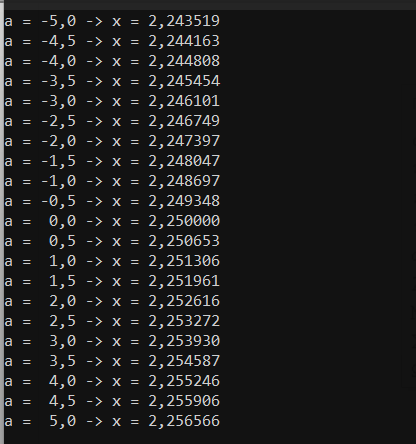 a = -5,0 -> x = 2,243519
a = -4,5 -> x = 2,244163
a = -4,0 -> x = 2,244808
a = -3,5 -> x = 2,245454
a = -3,0 -> x = 2,246101
a = -2,5 -> x = 2,246749
a = -2,0 -> x = 2,247397
a = -1,5 -> x = 2,248047
a = -1,0 -> x = 2,248697
a = -0,5 -> x = 2,249348
a =  0,0 -> x = 2,250000
a =  0,5 -> x = 2,250653
a =  1,0 -> x = 2,251306
a =  1,5 -> x = 2,251961
a =  2,0 -> x = 2,252616
a =  2,5 -> x = 2,253272
a =  3,0 -> x = 2,253930
a =  3,5 -> x = 2,254587
a =  4,0 -> x = 2,255246
a =  4,5 -> x = 2,255906
a =  5,0 -> x = 2,256566